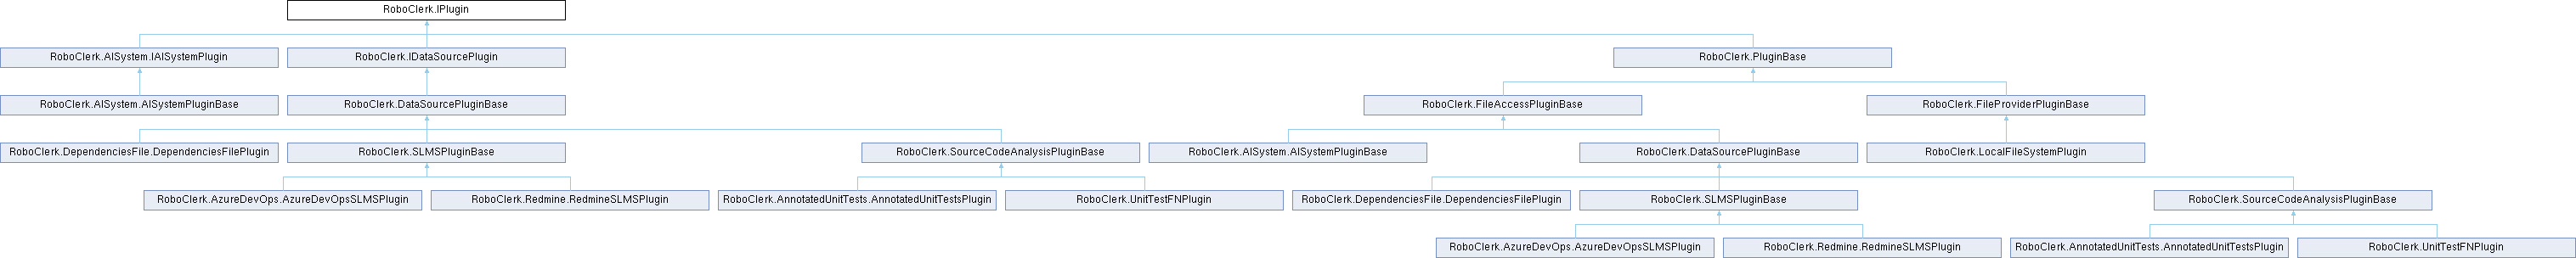 RoboClerk.IPlugin
RoboClerk.AISystem.IAISystemPlugin
RoboClerk.IDataSourcePlugin
RoboClerk.PluginBase
RoboClerk.AISystem.AISystemPluginBase
RoboClerk.DataSourcePluginBase
RoboClerk.FileAccessPluginBase
RoboClerk.FileProviderPluginBase
RoboClerk.DependenciesFile.DependenciesFilePlugin
RoboClerk.SLMSPluginBase
RoboClerk.SourceCodeAnalysisPluginBase
RoboClerk.AISystem.AISystemPluginBase
RoboClerk.DataSourcePluginBase
RoboClerk.LocalFileSystemPlugin
RoboClerk.AzureDevOps.AzureDevOpsSLMSPlugin
RoboClerk.Redmine.RedmineSLMSPlugin
RoboClerk.AnnotatedUnitTests.AnnotatedUnitTestsPlugin
RoboClerk.UnitTestFNPlugin
RoboClerk.DependenciesFile.DependenciesFilePlugin
RoboClerk.SLMSPluginBase
RoboClerk.SourceCodeAnalysisPluginBase
RoboClerk.AzureDevOps.AzureDevOpsSLMSPlugin
RoboClerk.Redmine.RedmineSLMSPlugin
RoboClerk.AnnotatedUnitTests.AnnotatedUnitTestsPlugin
RoboClerk.UnitTestFNPlugin